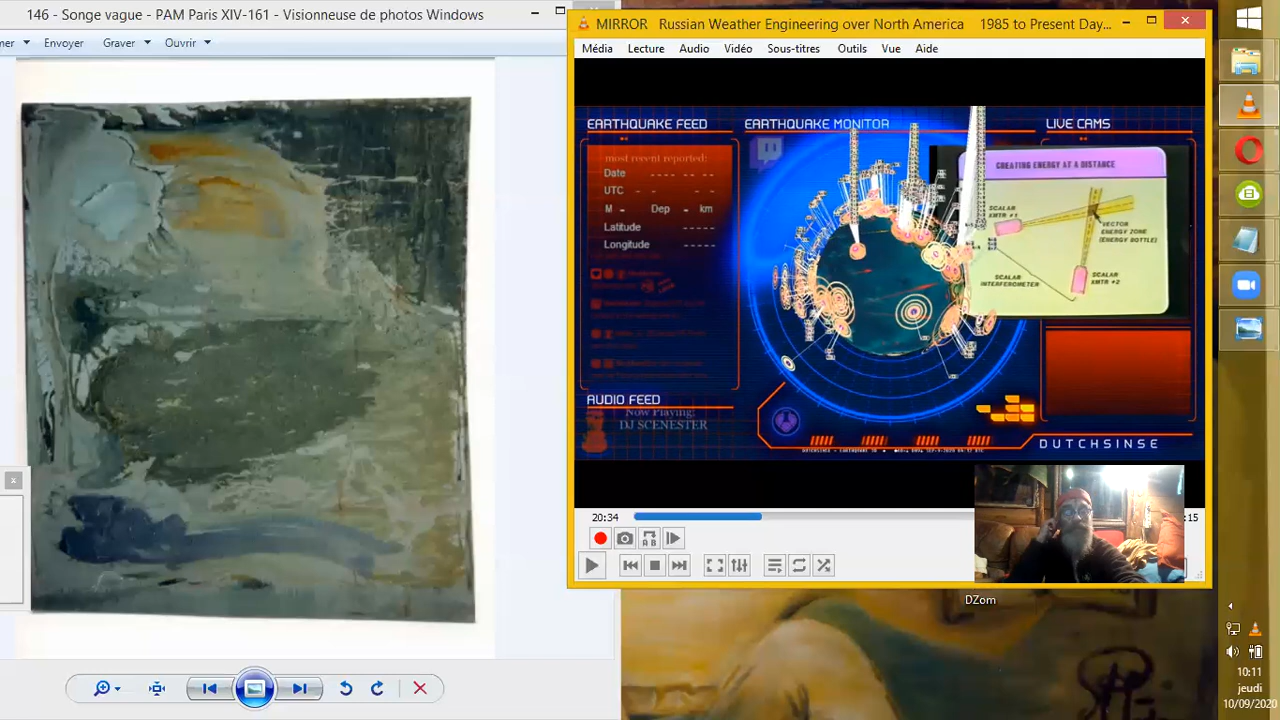 146 - Songe vague - PAM Paris XIV-161 - Visionneuse de photos Windows
Envoyer Graver Ouvrir
MIRROR Russian Weather Engineering over North America 1985 to Present Day...
Média Lecture Audio Vidéo Sous-titres Outils Vue Aide
EARTHQUAKE FEED
most recent reported:
Date ---- -- --
UTC - - - -
M - Dep - km
Latitude -----
Longitude -----
AUDIO FEED
Now Playing:
DJ SCENESTER
EARTHQUAKE MONITOR
LIVE CAMS
CREATING ENERGY AT A DISTANCE
SCALAR
XMTR #1
VECTOR
ENERGY ZONE
(ENERGY BOTTLE)
SCALAR
INTERFEROMETER
SCALAR
XMTR #2
DUTCHSINSE
20:34
:15
DZom
10:11
jeudi
10/09/2020